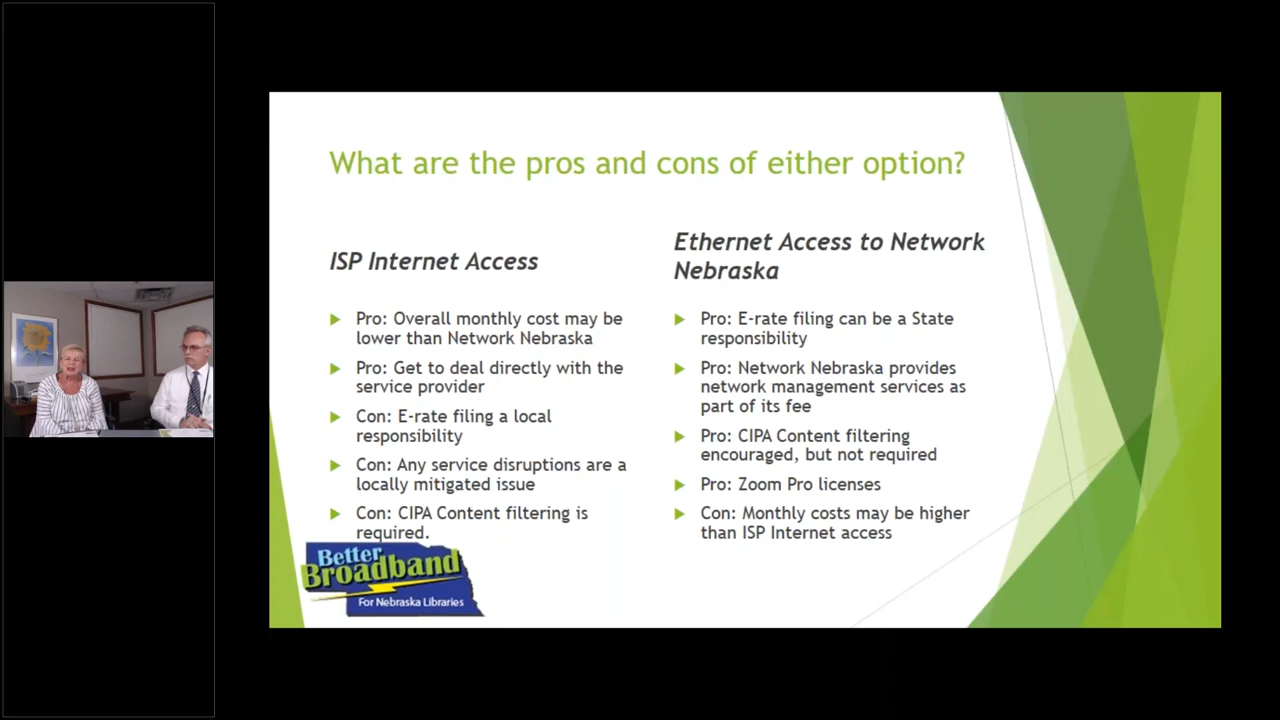 What are the pros and cons of either option?
ISP Internet Access
Pro: Overall monthly cost may be
lower than Network Nebraska
Pro: Get to deal directly with the
service provider
Con: E-rate filing a local
responsibility
Con: Any service disruptions are a
locally mitigated issue
Con: CIPA Content filtering is
required.
Ethernet Access to Network
Nebraska
Pro: E-rate filing can be a State
responsibility
Pro: Network Nebraska provides
network management services as
part of its fee
Pro: CIPA Content filtering
encouraged, but not required
Pro: Zoom Pro licenses
Con: Monthly costs may be higher
than ISP Internet access
Better
Broadband
For Nebraska Libraries